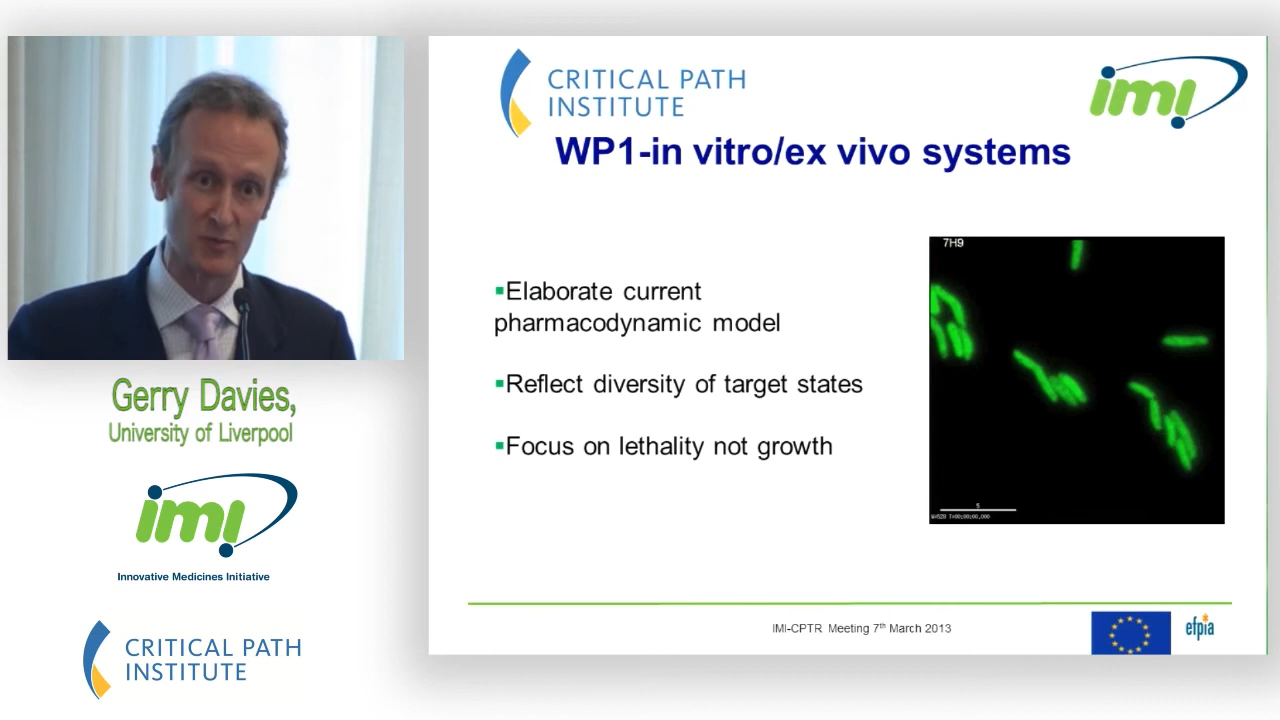 Gerry Davies,
University of Liverpool
imi
Innovative Medicines Initiative
CRITICAL PATH
INSTITUTE
CRITICAL PATH
INSTITUTE
imi
WP1-in vitro/ex vivo systems
▪Elaborate current
pharmacodynamic model
▪Reflect diversity of target states
▪Focus on lethality not growth
7H9
5
IMI-CPTR Meeting 7th March 2013
efpia